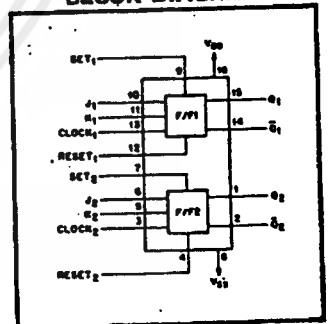 BLOCK DIAGRAM
VDD
SET1
9
16
J1
10
K1
11
CLOCK1
13
F/F1
15
Q1
14
Q̅1
RESET1
12
SET2
7
J2
6
K2
5
CLOCK2
3
F/F2
1
Q2
2
Q̅2
4
8
RESET2
VSS